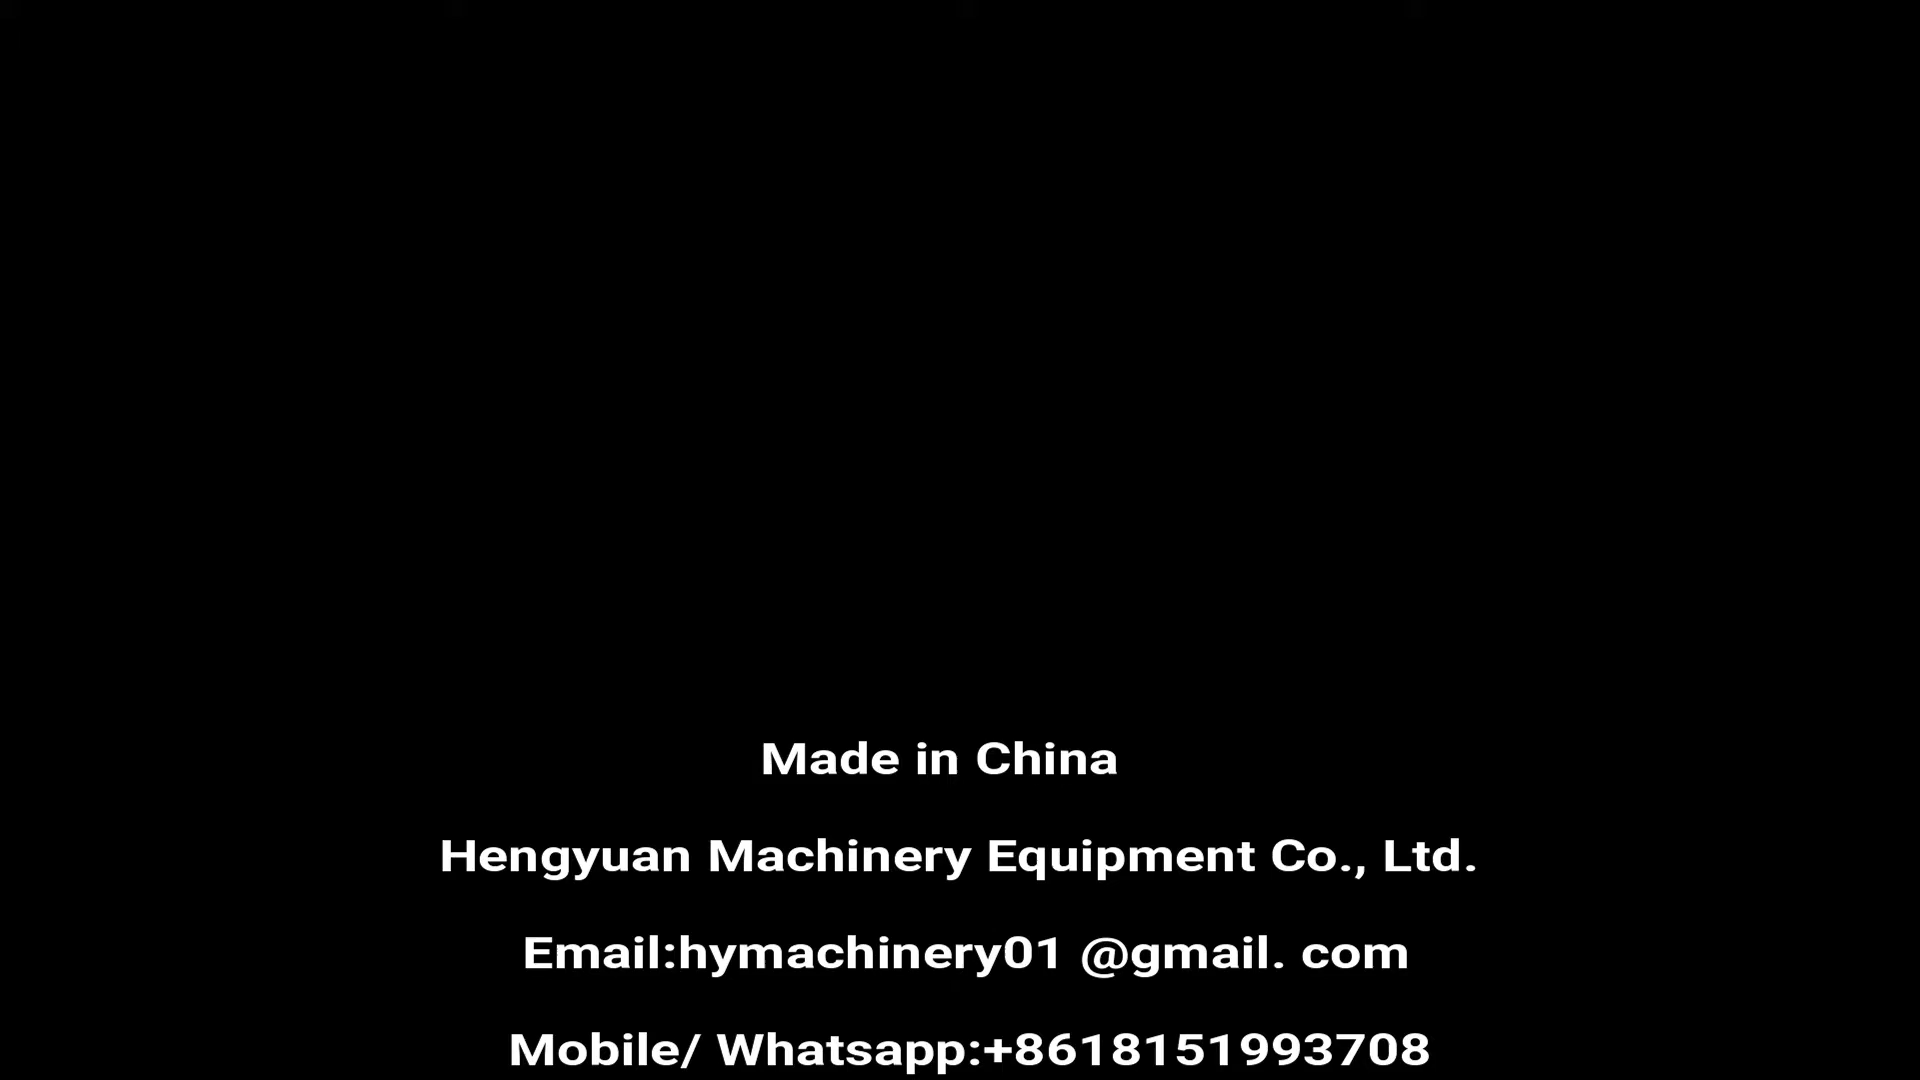 Made in China
Hengyuan Machinery Equipment Co., Ltd.
Email:hymachinery01 @gmail. com
Mobile/ Whatsapp:+8618151993708